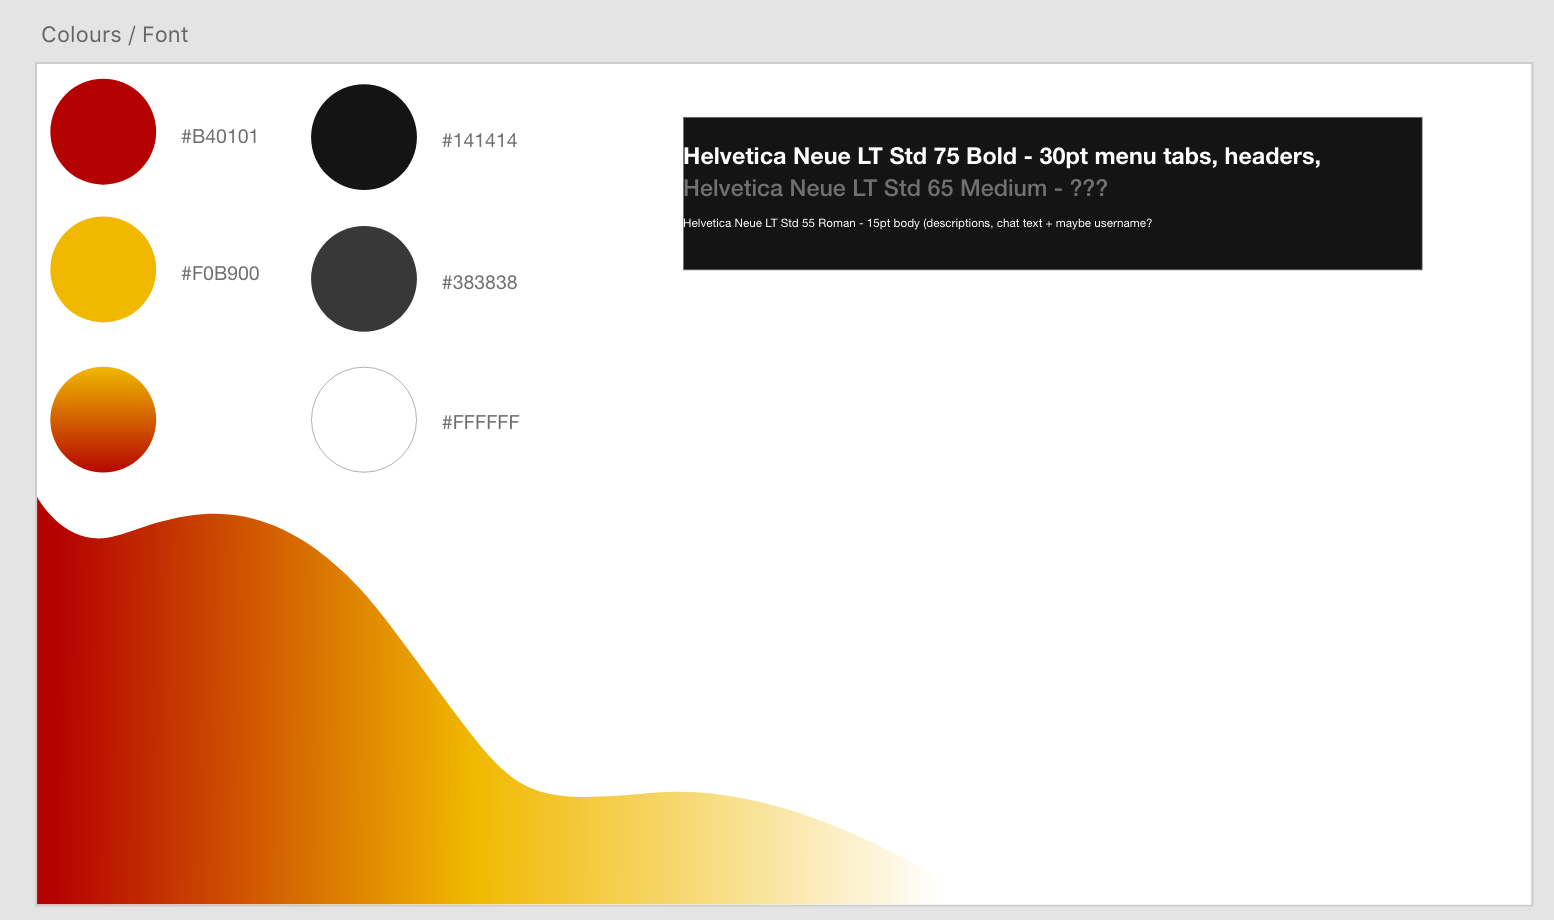 Colours / Font
#B40101
#141414
#F0B900
#383838
#FFFFFF
Helvetica Neue LT Std 75 Bold - 30pt menu tabs, headers,
Helvetica Neue LT Std 65 Medium - ???
Helvetica Neue LT Std 55 Roman - 15pt body (descriptions, chat text + maybe username?